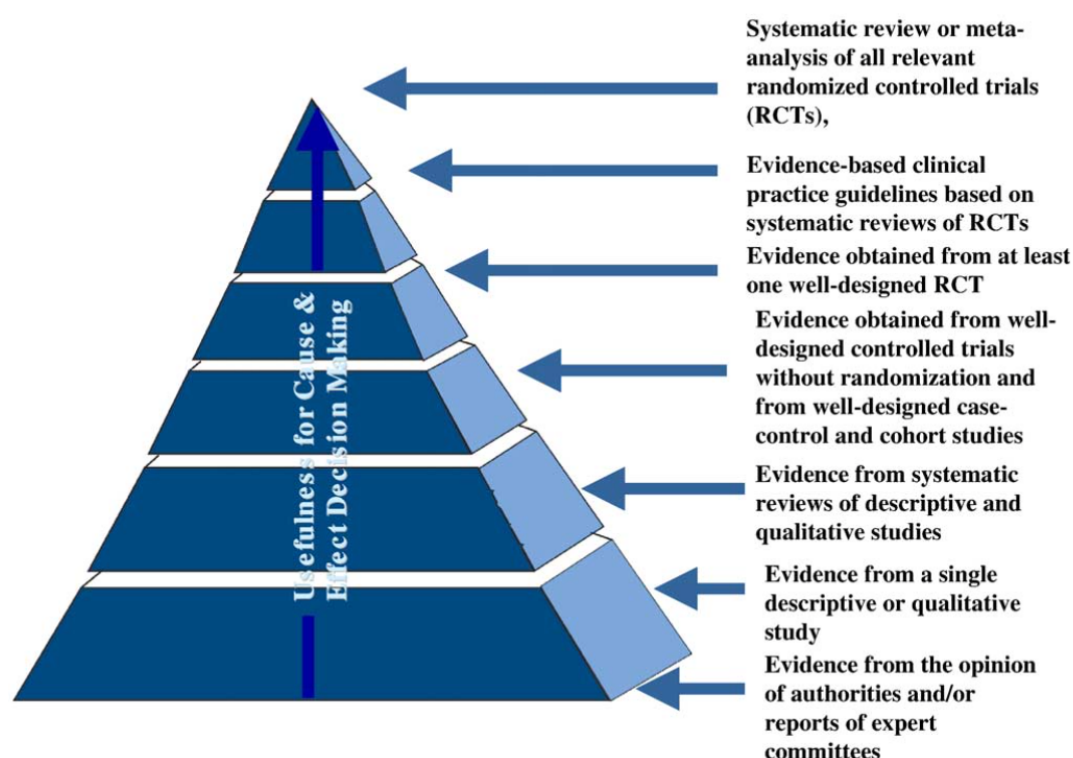 Systematic review or meta-
analysis of all relevant
randomized controlled trials
(RCTs),
Evidence-based clinical
practice guidelines based on
systematic reviews of RCTs
Evidence obtained from at least
one well-designed RCT
Evidence obtained from well-
designed controlled trials
without randomization and
from well-designed case-
control and cohort studies
Evidence from systematic
reviews of descriptive and
qualitative studies
Evidence from a single
descriptive or qualitative
study
Evidence from the opinion
of authorities and/or
reports of expert
committees
Usefulness for Cause &
Effect Decision Making